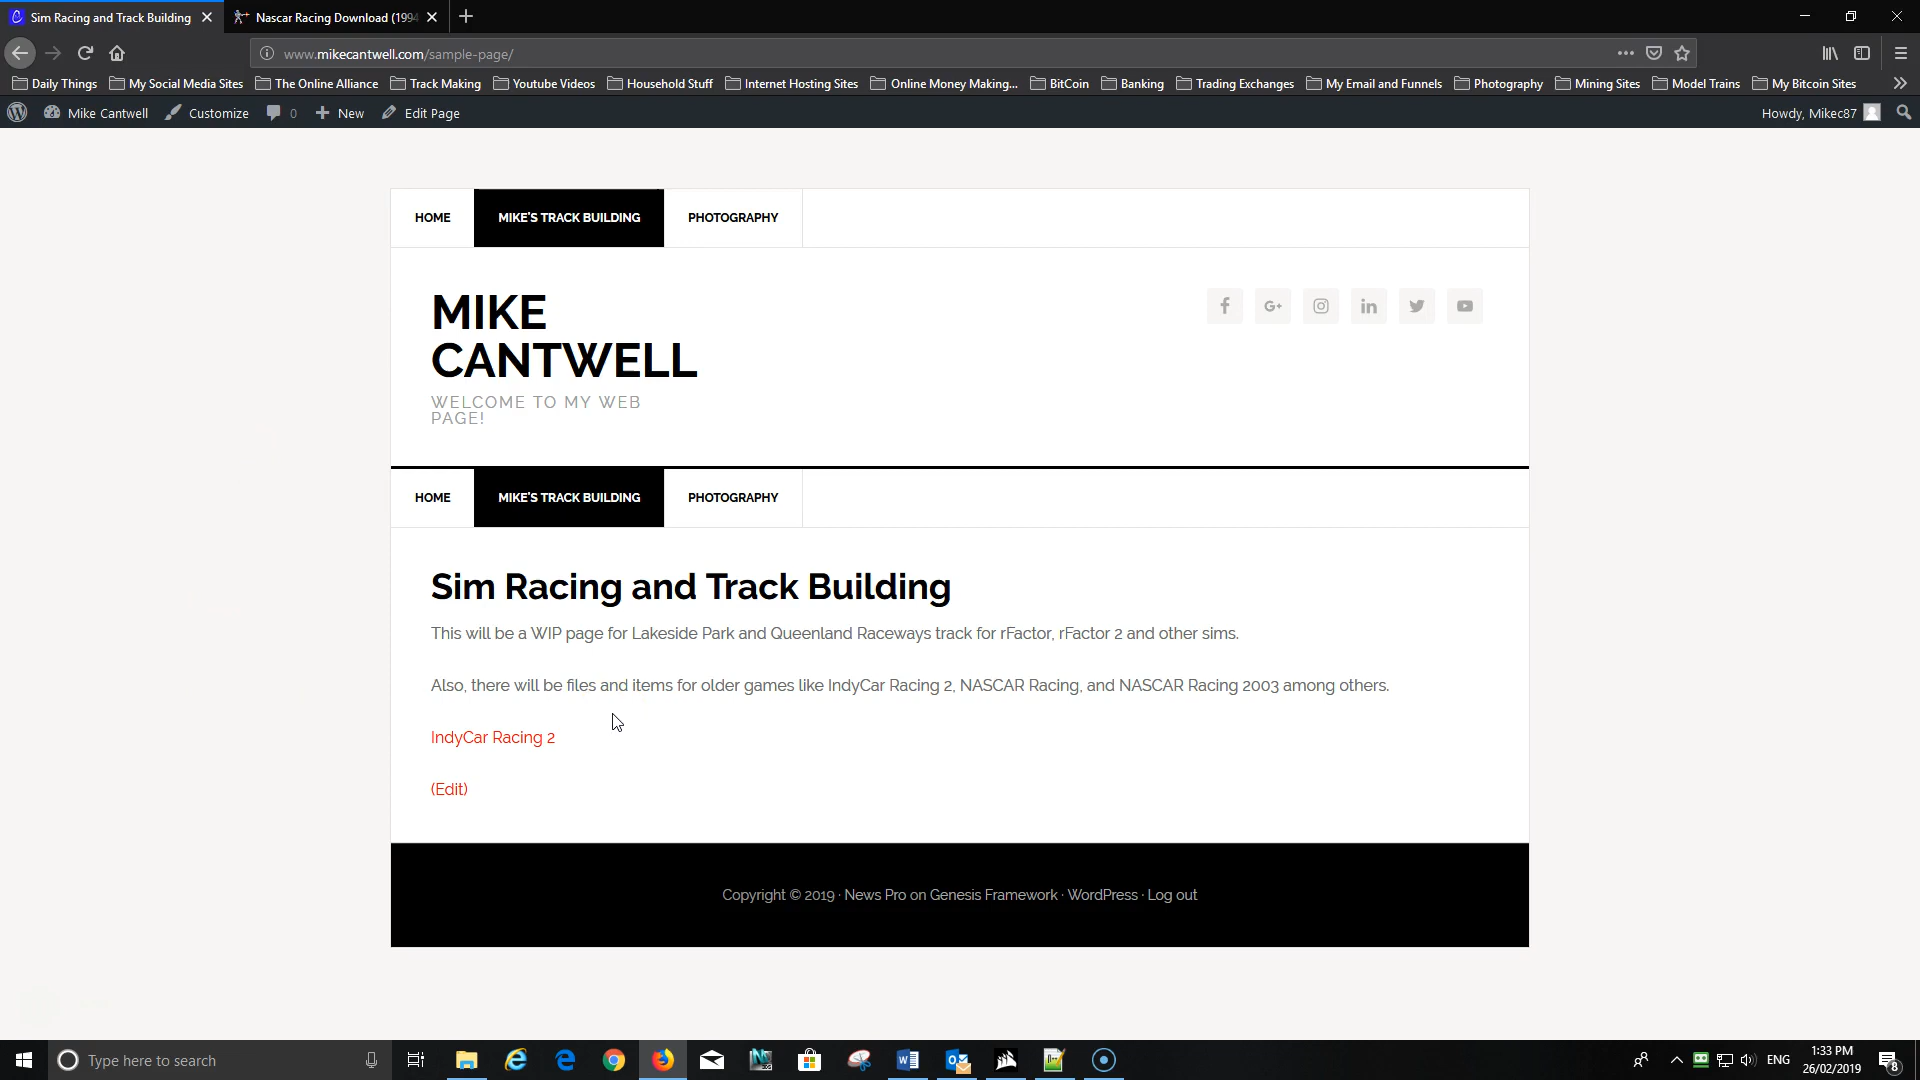 Sim Racing and Track Building
Nascar Racing Download (1994
www.mikecantwell.com/sample-page/
Daily Things
My Social Media Sites
The Online Alliance
Track Making
Youtube Videos
Household Stuff
Internet Hosting Sites
Online Money Making...
BitCoin
Banking
Trading Exchanges
My Email and Funnels
Photography
Mining Sites
Model Trains
My Bitcoin Sites
Mike Cantwell
Customize
0
New
Edit Page
Howdy, Mikec87
HOME
MIKE'S TRACK BUILDING
PHOTOGRAPHY
MIKE
CANTWELL
WELCOME TO MY WEB
PAGE!
HOME
MIKE'S TRACK BUILDING
PHOTOGRAPHY
Sim Racing and Track Building
This will be a WIP page for Lakeside Park and Queenland Raceways track for rFactor, rFactor 2 and other sims.
Also, there will be files and items for older games like IndyCar Racing 2, NASCAR Racing, and NASCAR Racing 2003 among others.
IndyCar Racing 2
(Edit)
Copyright © 2019 · News Pro on Genesis Framework · WordPress · Log out
Type here to search
ENG
1:33 PM
26/02/2019
8